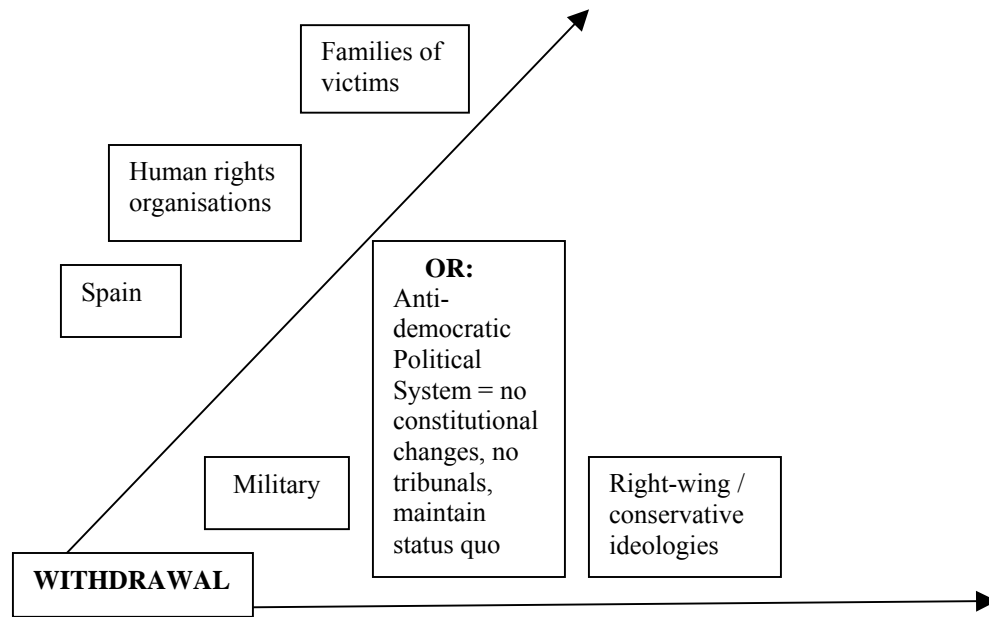 Families of
victims
Human rights
organisations
Spain
OR:
Anti-
democratic
Political
System = no
constitutional
changes, no
tribunals,
maintain
status quo
Military
Right-wing /
conservative
ideologies
WITHDRAWAL